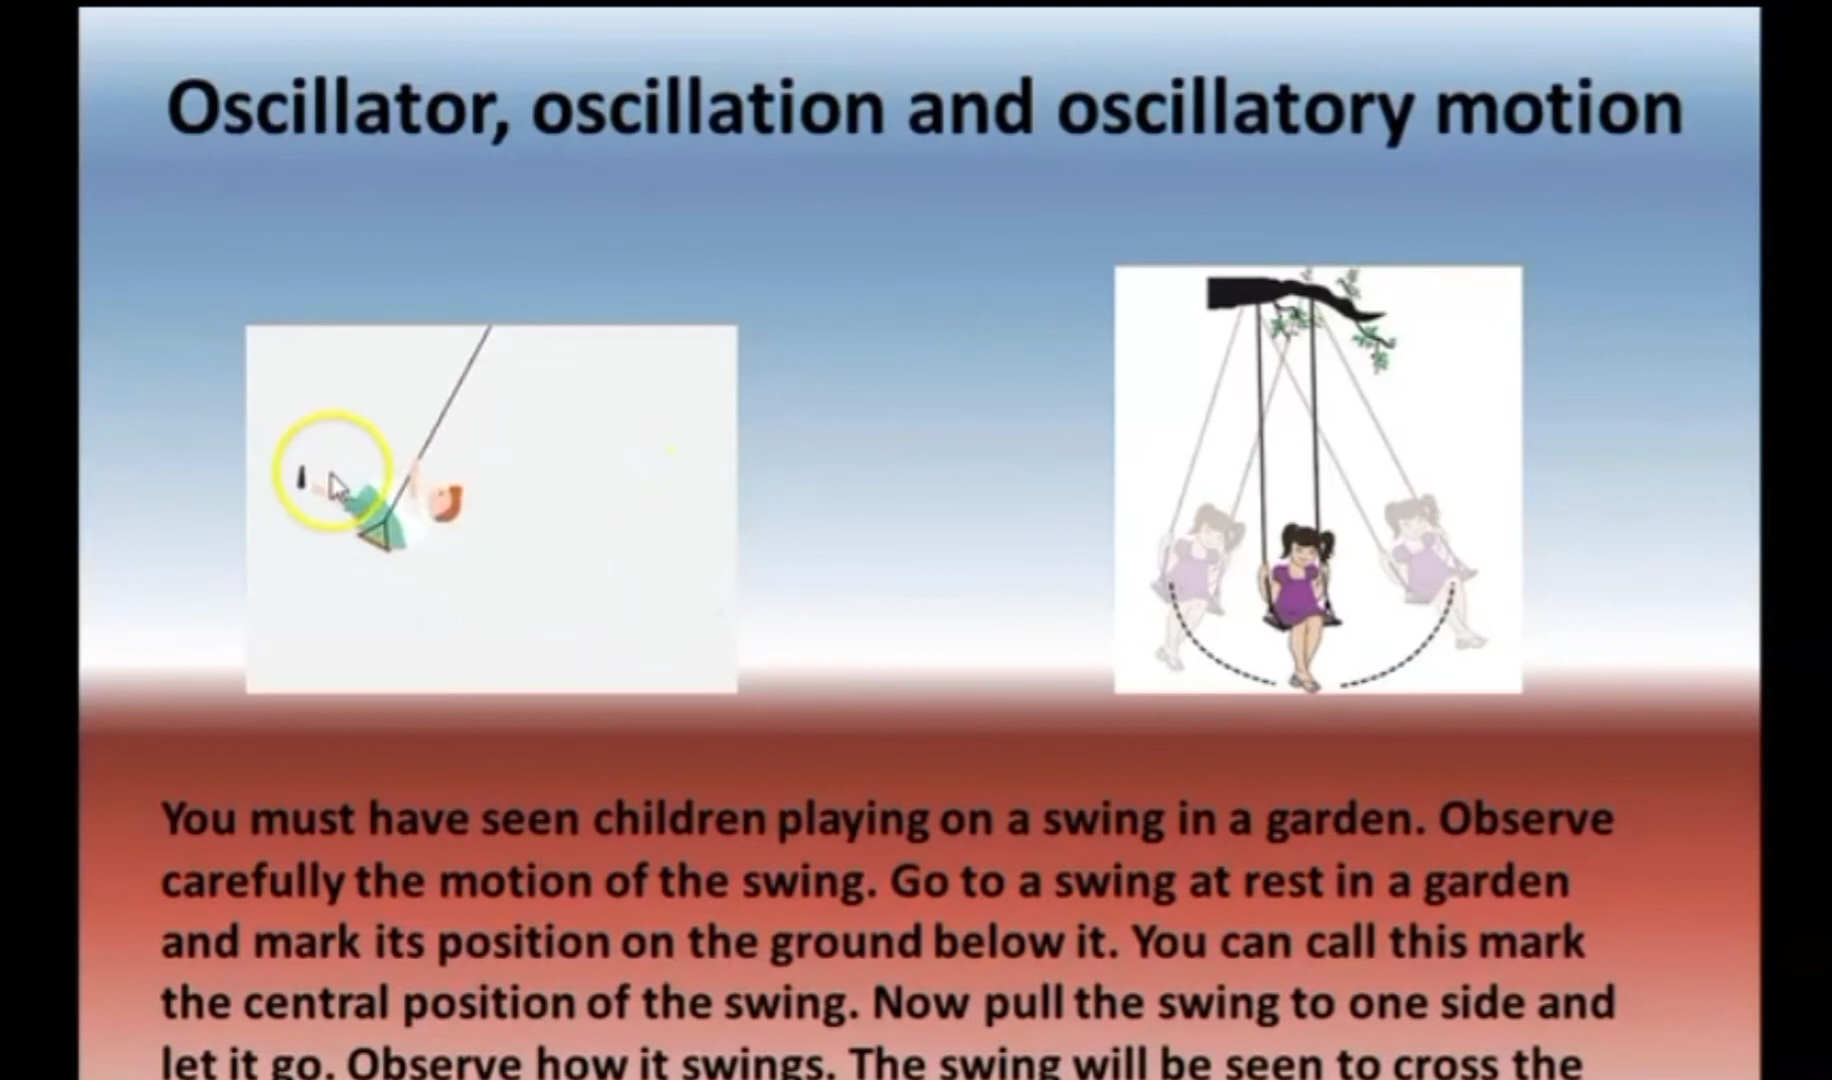 Oscillator, oscillation and oscillatory motion
You must have seen children playing on a swing in a garden. Observe
carefully the motion of the swing. Go to a swing at rest in a garden
and mark its position on the ground below it. You can call this mark
the central position of the swing. Now pull the swing to one side and
let it go. Observe how it swings. The swing will be seen to cross the